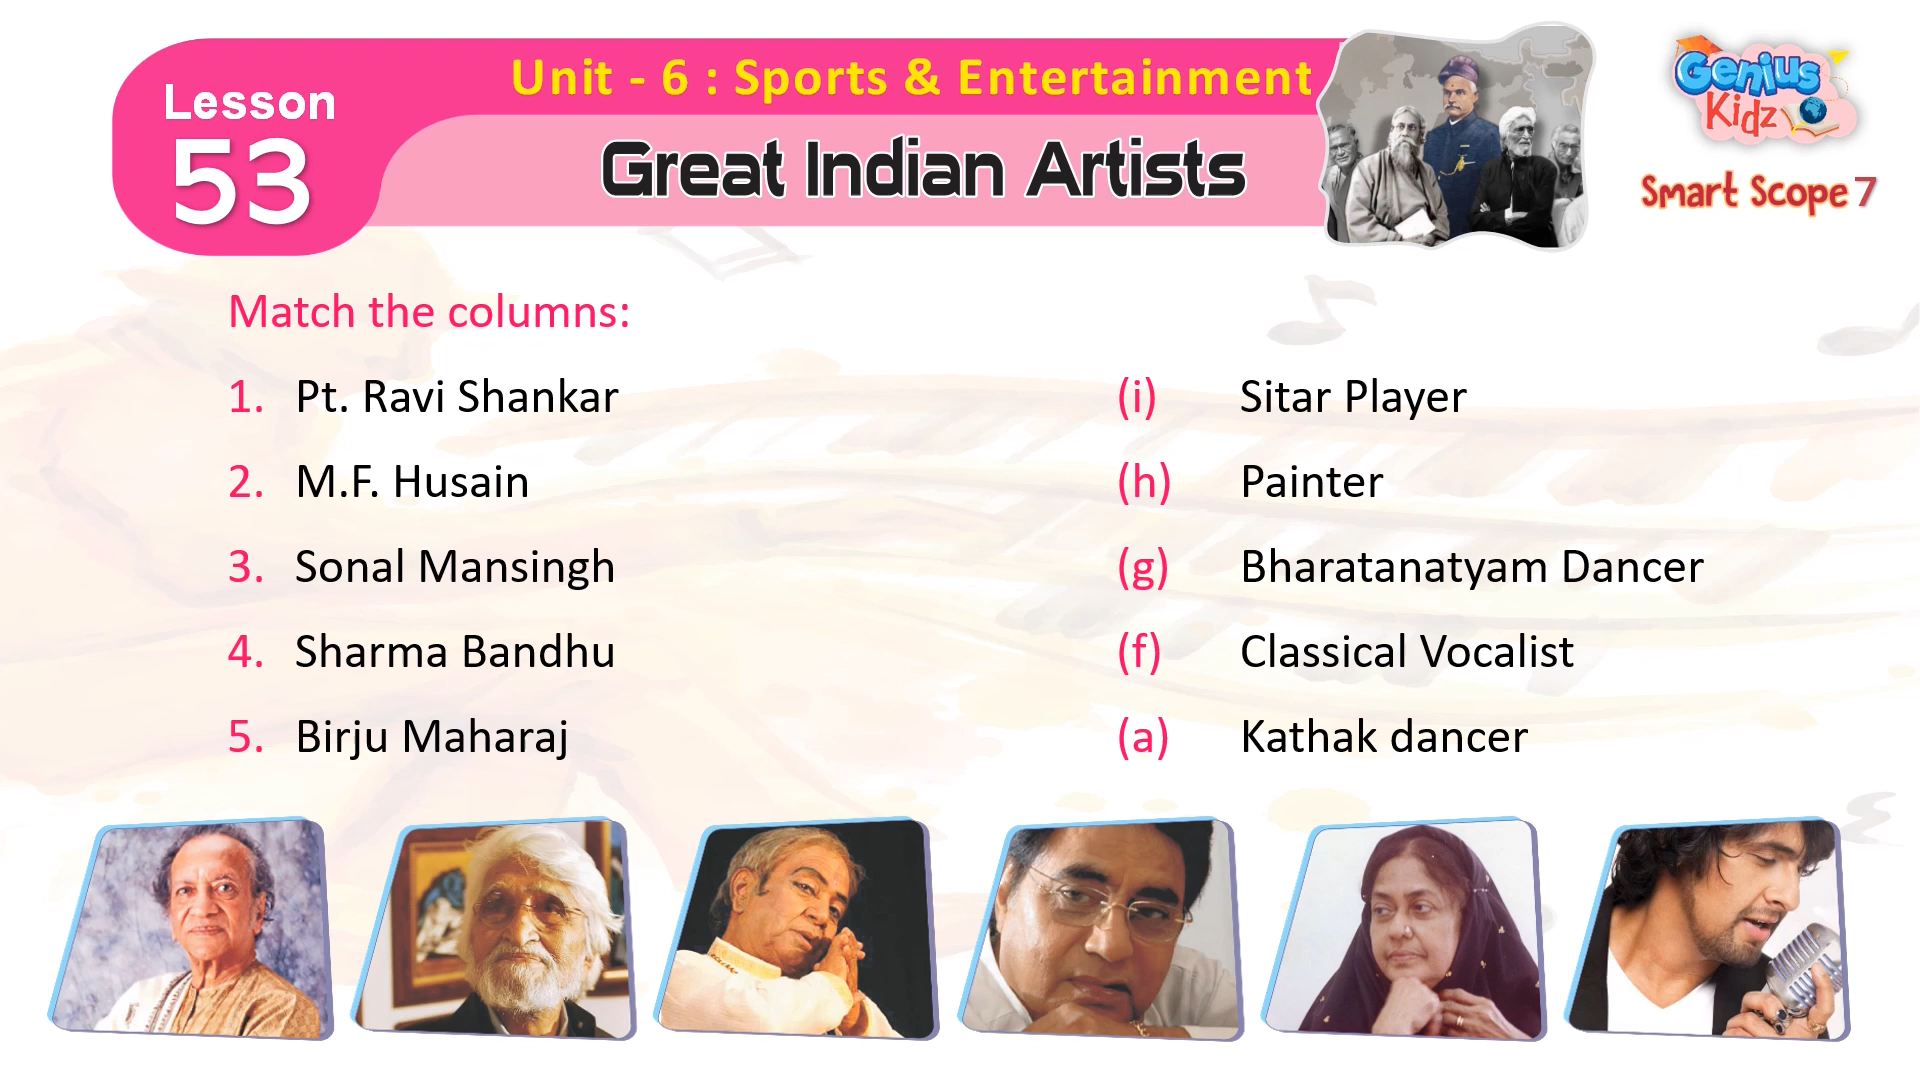 Lesson
53
Unit - 6 : Sports & Entertainment
Great Indian Artists
Genius
Kidz
Smart Scope 7
Match the columns:
1. Pt. Ravi Shankar (i) Sitar Player
2. M.F. Husain (h) Painter
3. Sonal Mansingh (g) Bharatanatyam Dancer
4. Sharma Bandhu (f) Classical Vocalist
5. Birju Maharaj (a) Kathak dancer